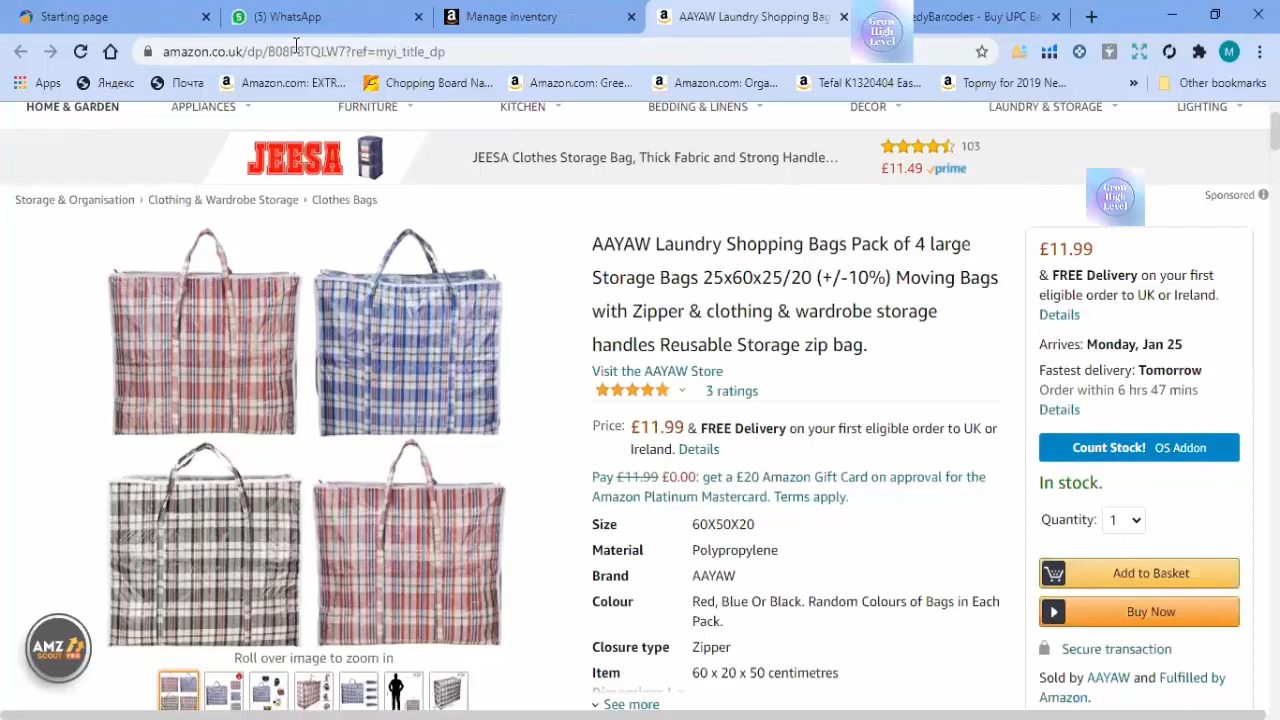 Starting page
(5) WhatsApp
Manage inventory
AAYAW Laundry Shopping Bag
edyBarcodes - Buy UPC Ba
amazon.co.uk/dp/B08P8TQLW7?ref=myi_title_dp
M
Apps
Яндекс
Почта
Amazon.com: EXTR...
Chopping Board Na...
Amazon.com: Gree...
Amazon.com: Orga...
Tefal K1320404 Eas...
Topmy for 2019 Ne...
Other bookmarks
Grow
High
Level
HOME & GARDEN
APPLIANCES
FURNITURE
KITCHEN
BEDDING & LINENS
DECOR
LAUNDRY & STORAGE
LIGHTING
JEESA
JEESA Clothes Storage Bag, Thick Fabric and Strong Handle...
103
£11.49 prime
Storage & Organisation › Clothing & Wardrobe Storage › Clothes Bags
Sponsored
Grow
High
Level
AAYAW Laundry Shopping Bags Pack of 4 large
Storage Bags 25x60x25/20 (+/-10%) Moving Bags
with Zipper & clothing & wardrobe storage
handles Reusable Storage zip bag.
Visit the AAYAW Store
3 ratings
Price: £11.99 & FREE Delivery on your first eligible order to UK or
Ireland. Details
Pay £11.99 £0.00: get a £20 Amazon Gift Card on approval for the
Amazon Platinum Mastercard. Terms apply.
Size 60X50X20
Material Polypropylene
Brand AAYAW
Colour Red, Blue Or Black. Random Colours of Bags in Each
Pack.
Closure type Zipper
Item 60 x 20 x 50 centimetres
See more
Roll over image to zoom in
AMZ
SCOUT
£11.99
& FREE Delivery on your first
eligible order to UK or Ireland.
Details
Arrives: Monday, Jan 25
Fastest delivery: Tomorrow
Order within 6 hrs 47 mins
Details
Count Stock! OS Addon
In stock.
Quantity: 1
Add to Basket
Buy Now
Secure transaction
Sold by AAYAW and Fulfilled by
Amazon.